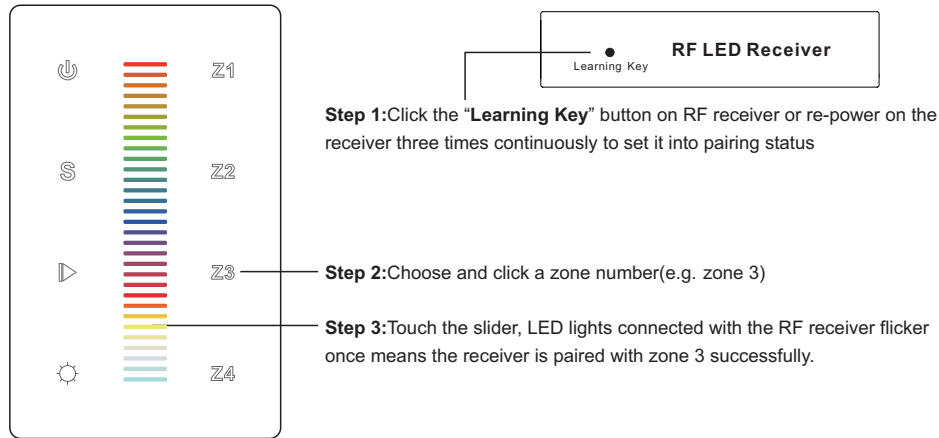 Z1
S
Z2
Z3
Z4
RF LED Receiver
Learning Key
Step 1:Click the “Learning Key” button on RF receiver or re-power on the
receiver three times continuously to set it into pairing status
Step 2:Choose and click a zone number(e.g. zone 3)
Step 3:Touch the slider, LED lights connected with the RF receiver flicker
once means the receiver is paired with zone 3 successfully.